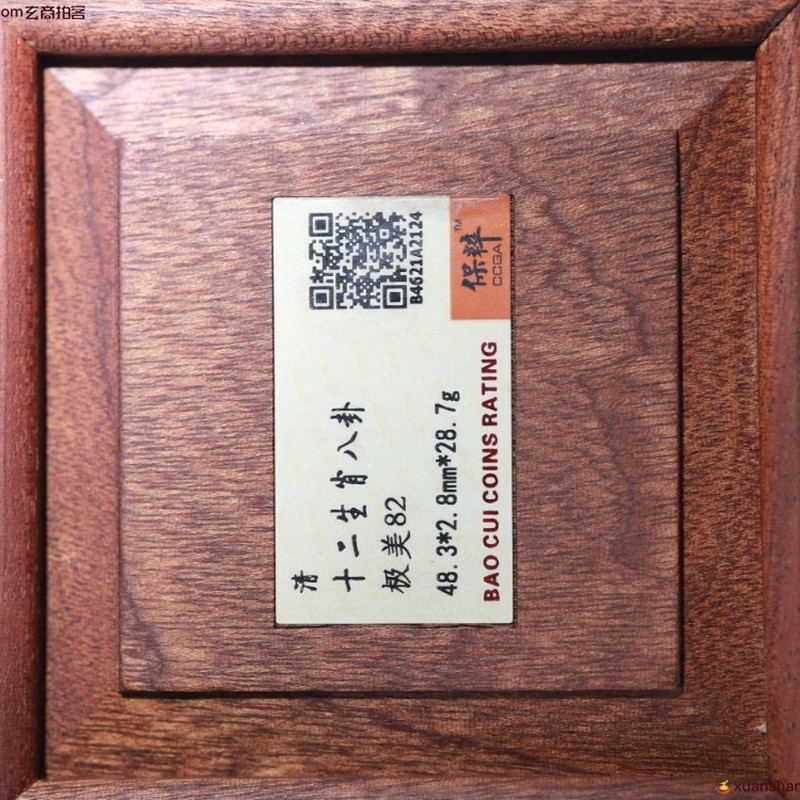 om玄商拍客
清
十二生肖八卦
极美82
48.3*2.8mm*28.7g
BAO CUI COINS RATING
B4621A2124
保粹
TM
CCGA
xuanshan